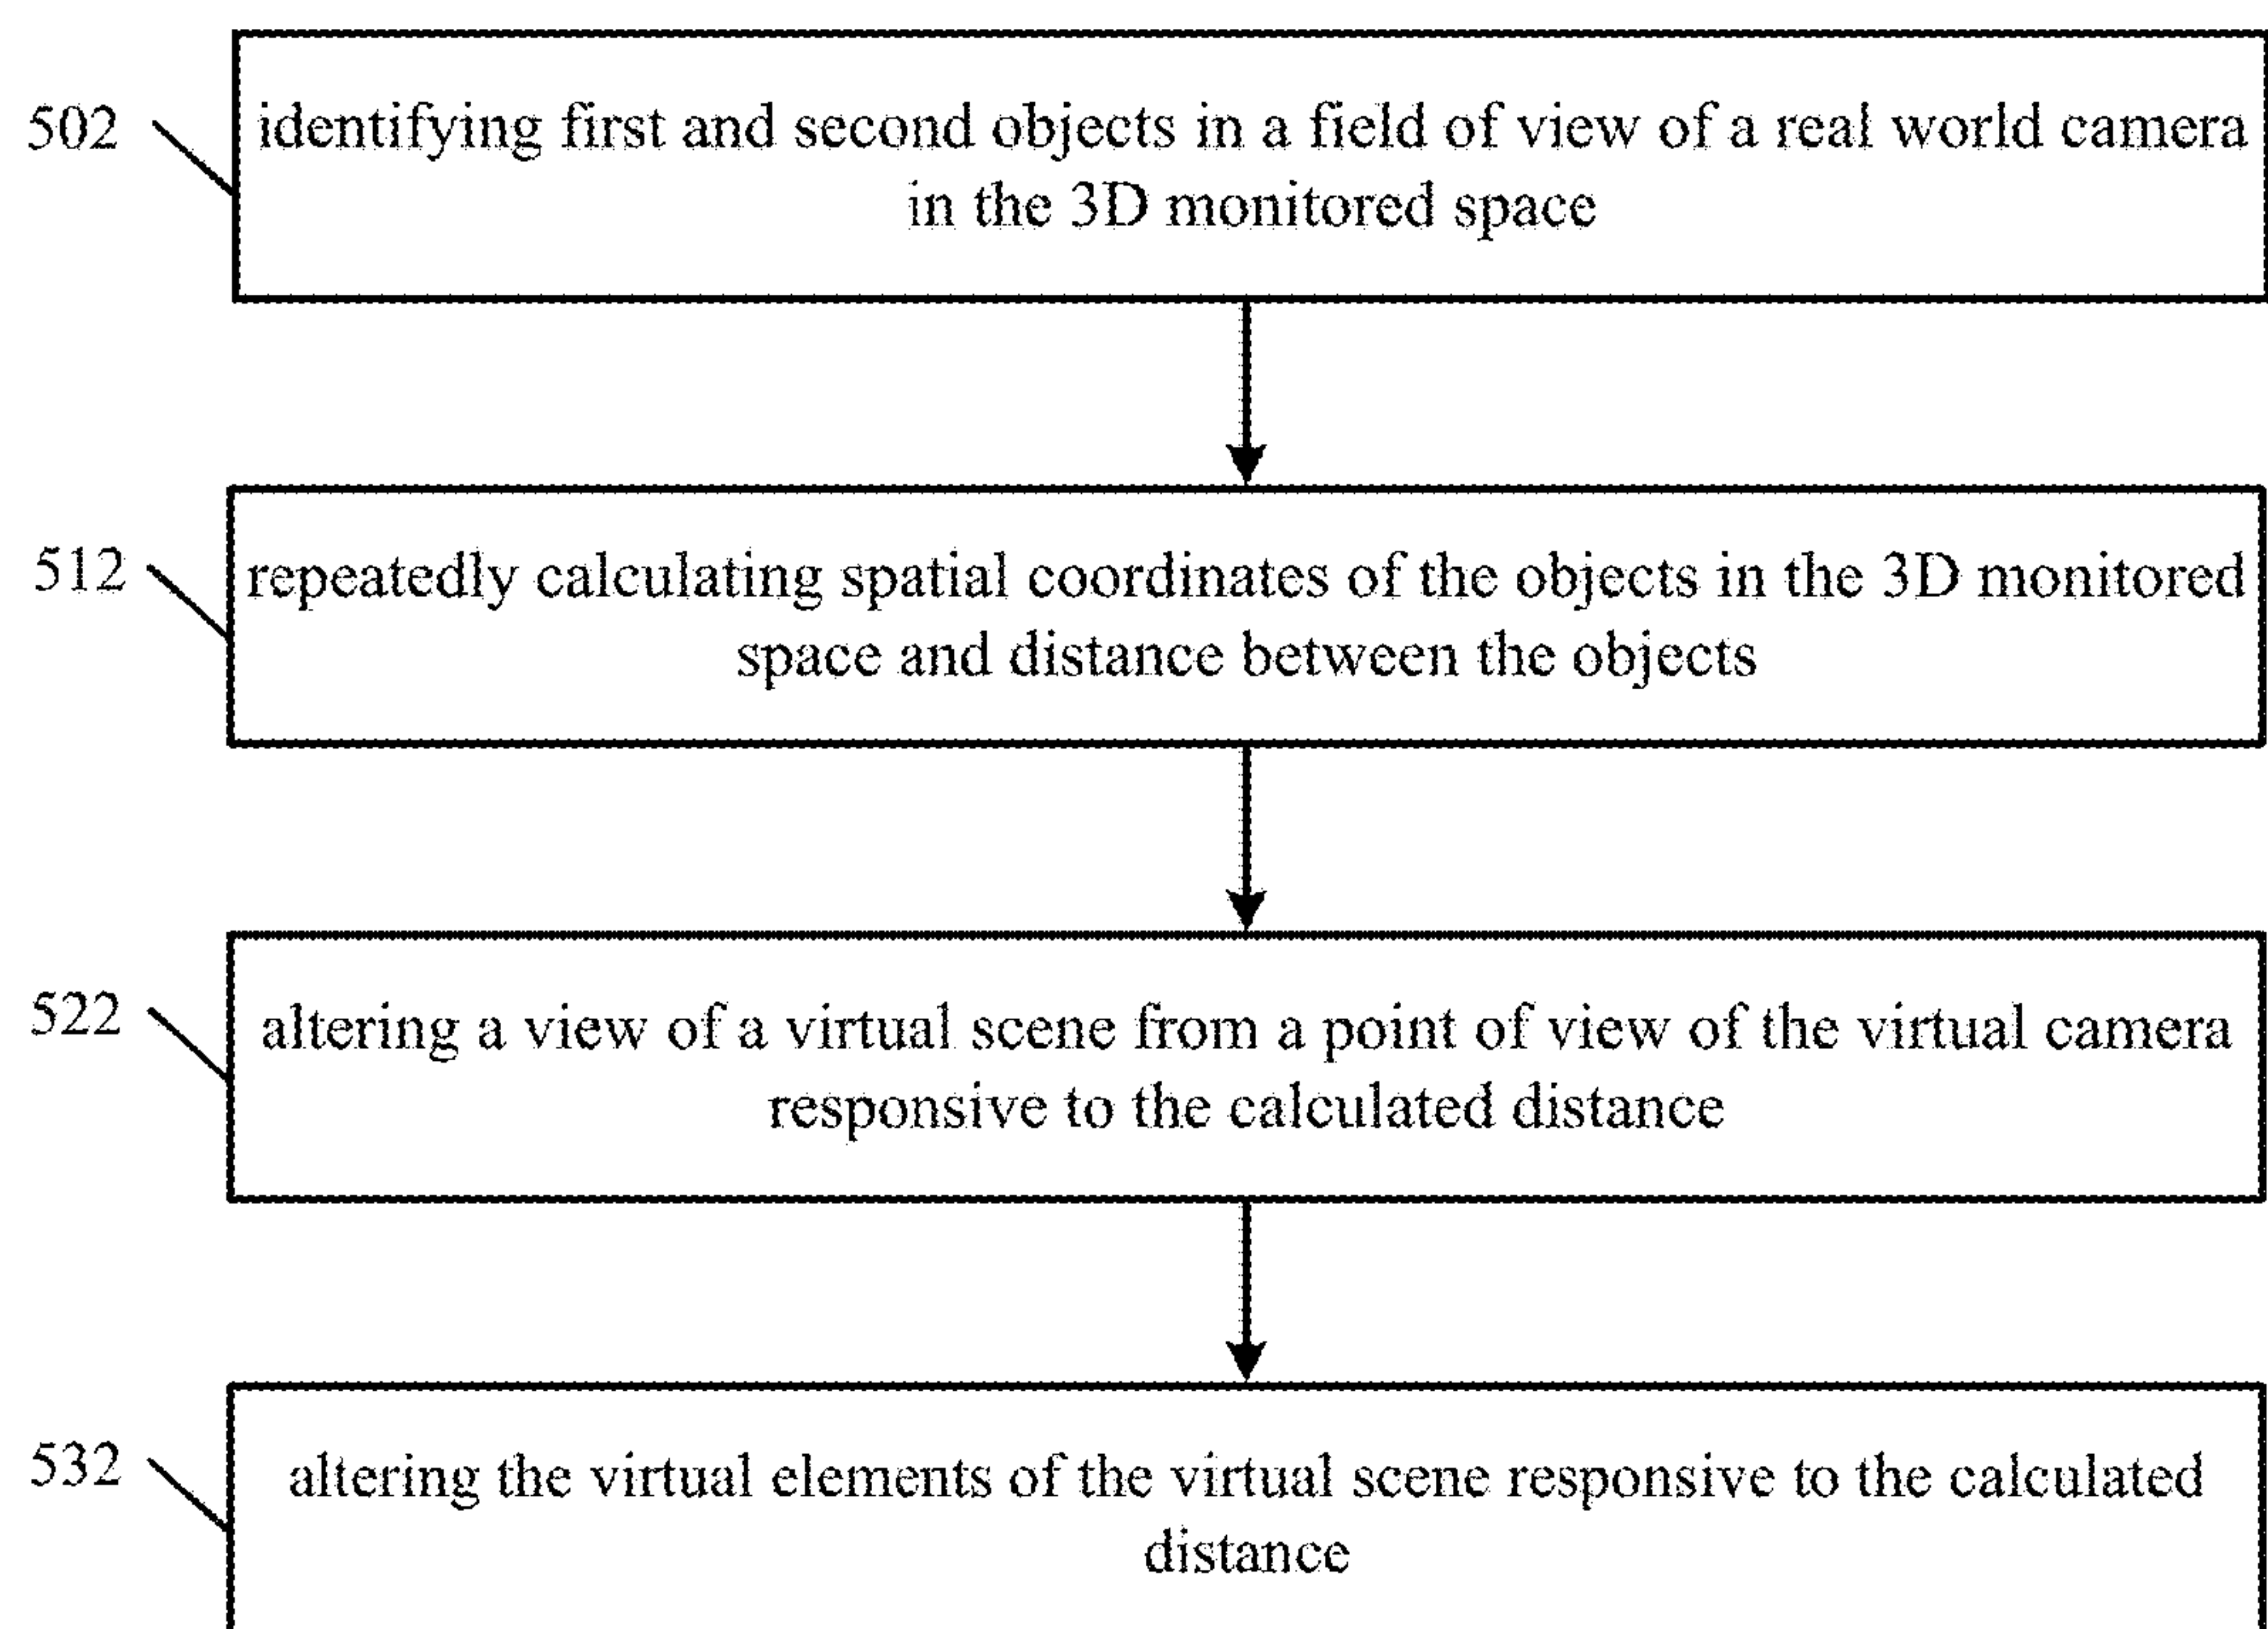 502
identifying first and second objects in a field of view of a real world camera
in the 3D monitored space
512
repeatedly calculating spatial coordinates of the objects in the 3D monitored
space and distance between the objects
522
altering a view of a virtual scene from a point of view of the virtual camera
responsive to the calculated distance
532
altering the virtual elements of the virtual scene responsive to the calculated
distance